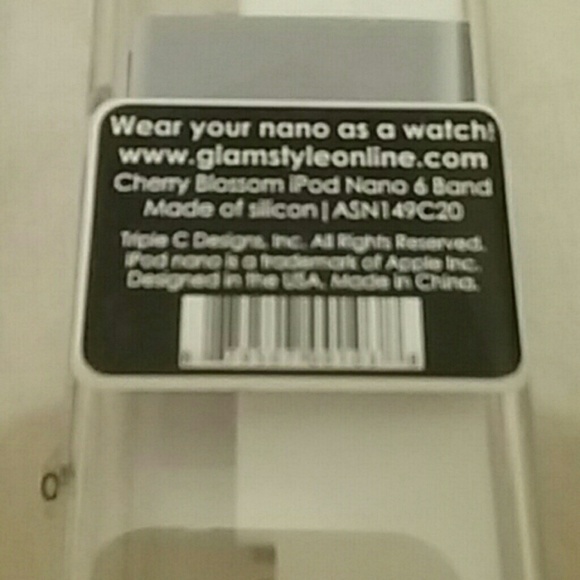 Wear your nano as a watch!
www.glamstyleonline.com
Cherry Blossom iPod Nano 6 Band
Made of silicon | ASN149C20
Triple C Designs, Inc. All Rights Reserved.
iPod nano is a trademark of Apple Inc.
Designed in the USA. Made in China.